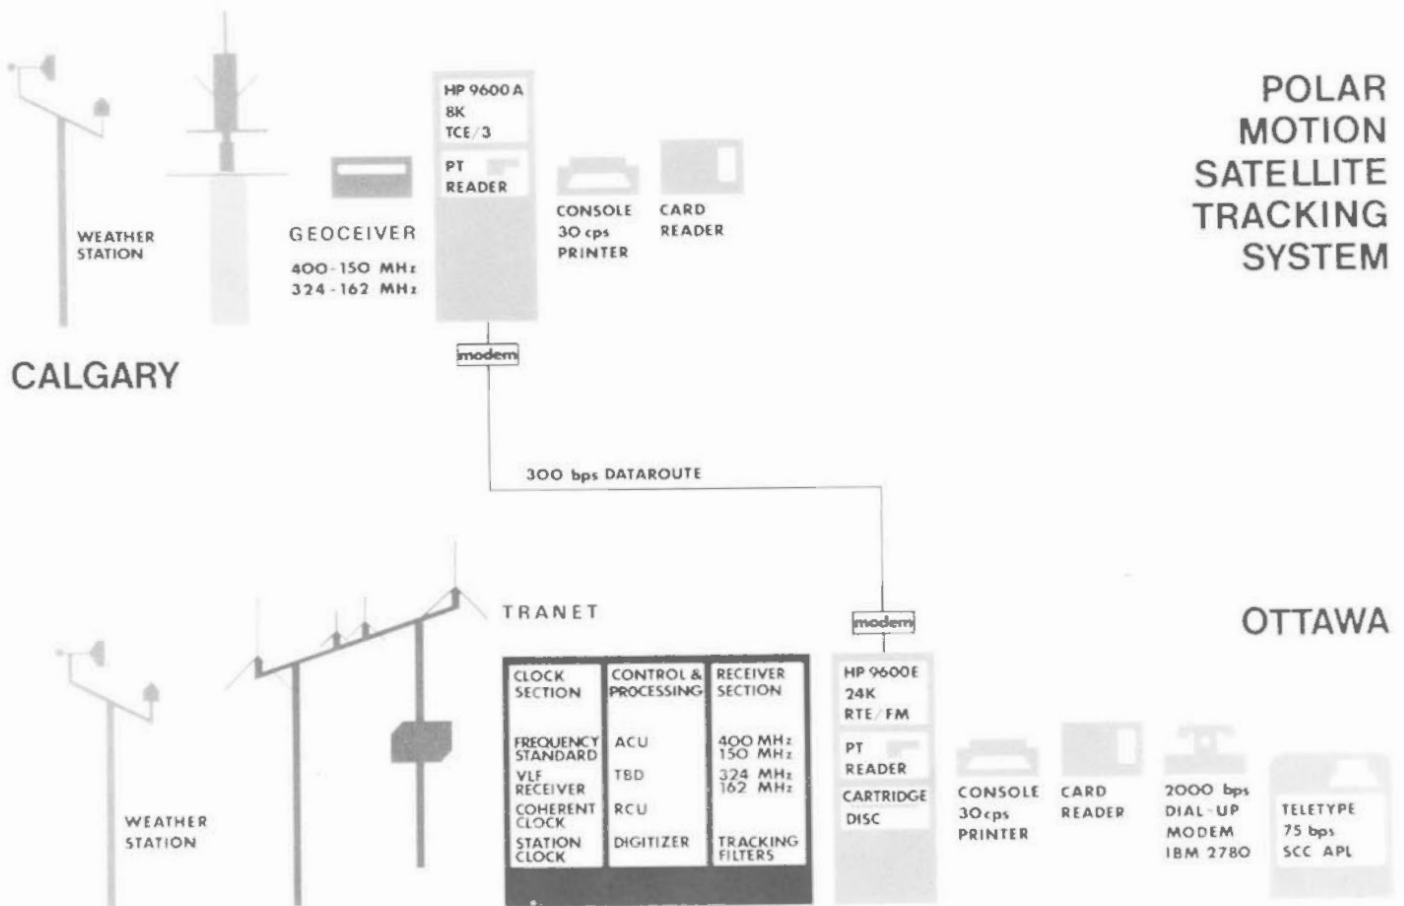 POLAR
MOTION
SATELLITE
TRACKING
SYSTEM
HP 9600 A
8K
TCE/3
PT
READER
WEATHER
STATION
GEOCEIVER
400-150 MHz
324-162 MHz
CONSOLE
30 cps
PRINTER
CARD
READER
modem
CALGARY
300 bps DATAROUTE
TRANET
modem
OTTAWA
CLOCK
SECTION
FREQUENCY
STANDARD
VLF
RECEIVER
COHERENT
CLOCK
STATION
CLOCK
CONTROL &
PROCESSING
ACU
TBD
RCU
DIGITIZER
RECEIVER
SECTION
400 MHz
150 MHz
324 MHz
162 MHz
TRACKING
FILTERS
HP 9600E
24K
RTE/FM
PT
READER
CARTRIDGE
DISC
WEATHER
STATION
CONSOLE
30cps
PRINTER
CARD
READER
2000 bps
DIAL-UP
MODEM
IBM 2780
TELETYPE
75 bps
SCC APL